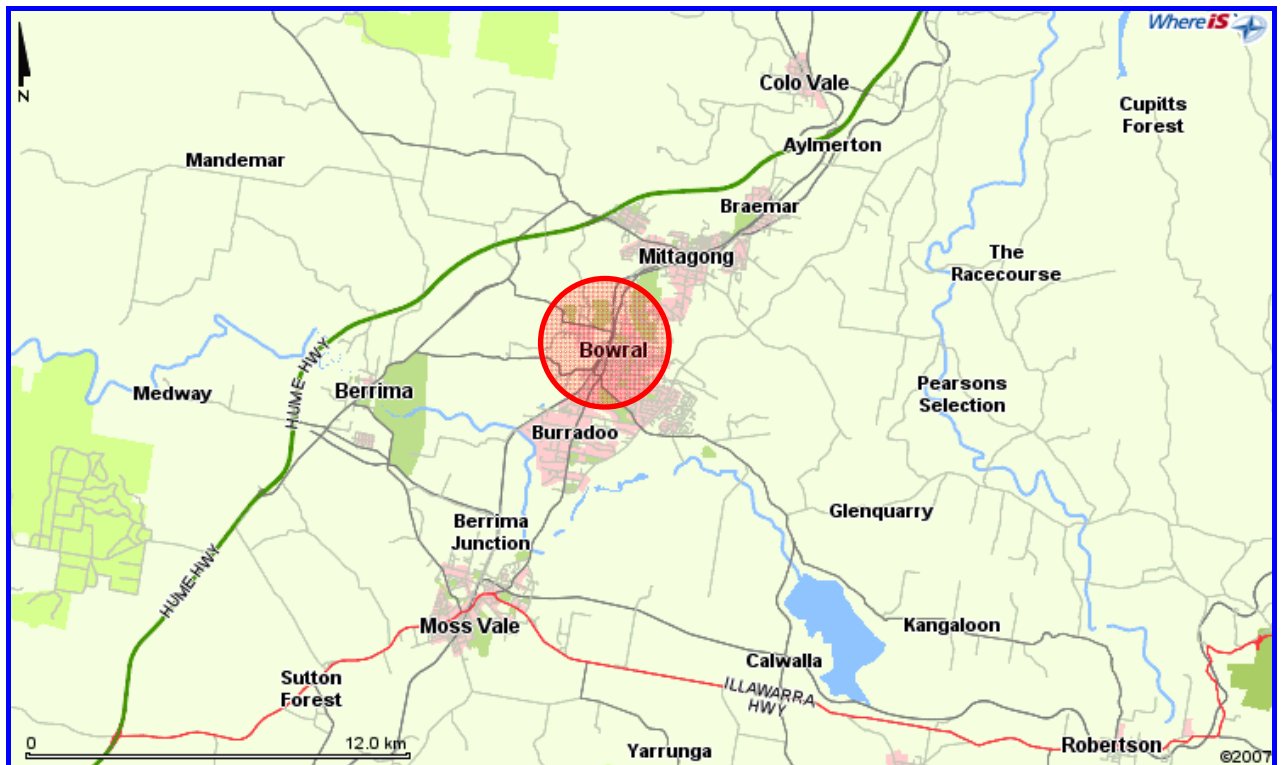 WhereiS
N
Colo Vale
Cupitts
Forest
Aylmerton
Mandemar
Braemar
The
Racecourse
Mittagong
Bowral
Pearsons
Selection
HUME HWY
Berrima
Medway
Burradoo
Glenquarry
Berrima
Junction
HUME HWY
Kangaloon
Moss Vale
Calwalla
Sutton
Forest
ILLAWARRA
HWY
0
12.0 km
Yarrunga
Robertson
©2007